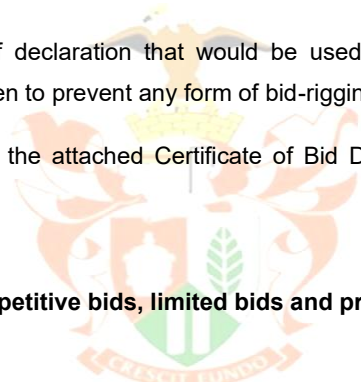 f declaration that would be used
en to prevent any form of bid-riggin
the attached Certificate of Bid D
petitive bids, limited bids and pr
CRESCIT EUNDO